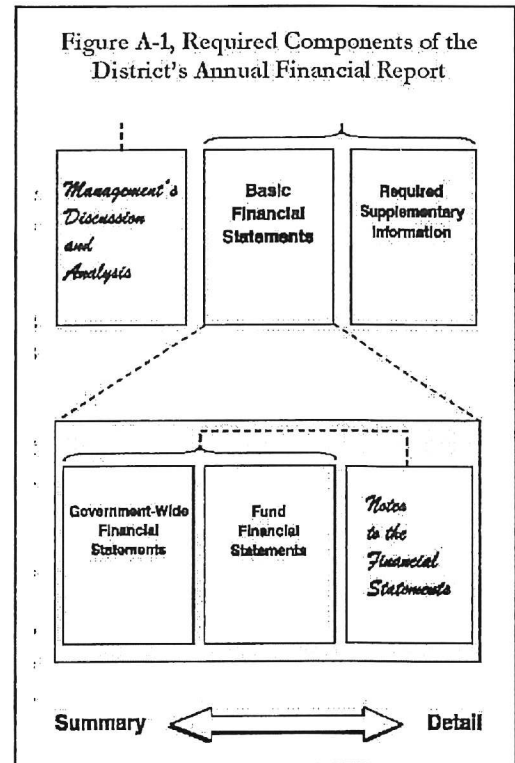 Figure A-1, Required Components of the
District's Annual Financial Report
Management's
Discussion
and
Analysis
Basic
Financial
Statements
Required
Supplementary
Information
Government-Wide
Financial
Statements
Fund
Financial
Statements
Notes
to the
Financial
Statements
Summary
Detail